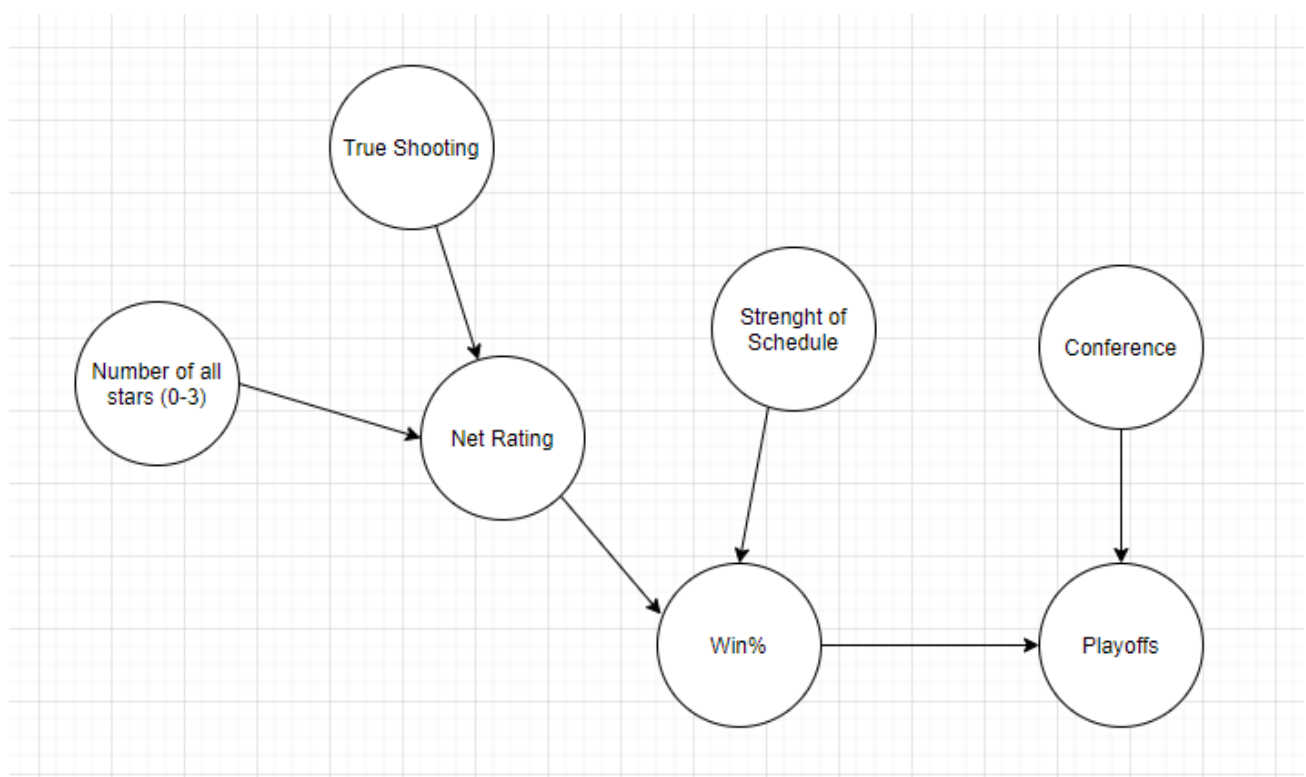 True Shooting
Number of all
stars (0-3)
Net Rating
Strenght of
Schedule
Conference
Win%
Playoffs